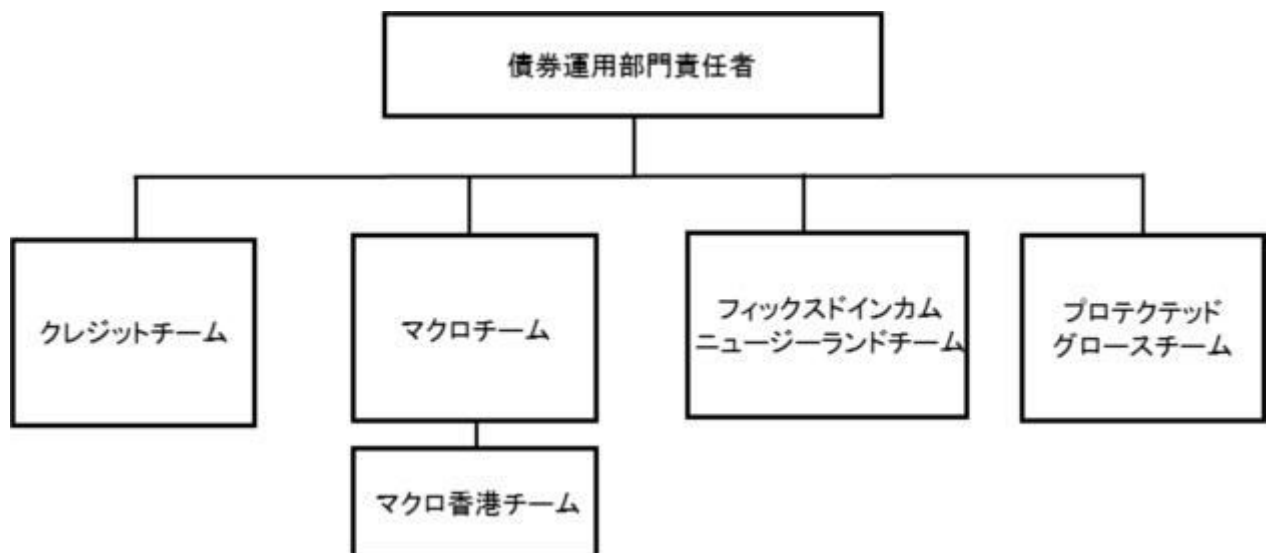 債券運用部門責任者
クレジットチーム
マクロチーム
フィックスドインカム
ニュージーランドチーム
プロテクテッド
グロースチーム
マクロ香港チーム